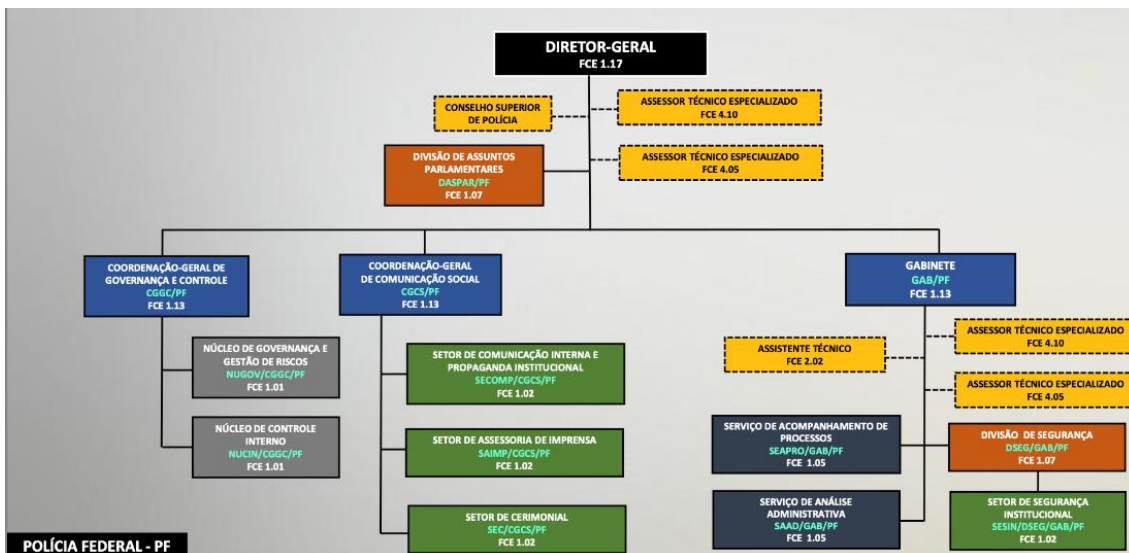 DIRETOR-GERAL
FCE 1.17
CONSELHO SUPERIOR
DE POLÍCIA
ASSESSOR TÉCNICO ESPECIALIZADO
FCE 4.10
DIVISÃO DE ASSUNTOS
PARLAMENTARES
DASPAR/PF
FCE 1.07
ASSESSOR TÉCNICO ESPECIALIZADO
FCE 4.05
COORDENAÇÃO-GERAL DE
GOVERNANÇA E CONTROLE
CGGC/PF
FCE 1.13
COORDENAÇÃO-GERAL
DE COMUNICAÇÃO SOCIAL
CGCS/PF
FCE 1.13
GABINETE
GAB/PF
FCE 1.13
NÚCLEO DE GOVERNANÇA E
GESTÃO DE RISCOS
NUGOV/CGGC/PF
FCE 1.01
SETOR DE COMUNICAÇÃO INTERNA E
PROPAGANDA INSTITUCIONAL
SECOMP/CGCS/PF
FCE 1.02
ASSISTENTE TÉCNICO
FCE 2.02
ASSESSOR TÉCNICO ESPECIALIZADO
FCE 4.10
ASSESSOR TÉCNICO ESPECIALIZADO
FCE 4.05
NÚCLEO DE CONTROLE
INTERNO
NUCIN/CGGC/PF
FCE 1.01
SETOR DE ASSESSORIA DE IMPRENSA
SAIMP/CGCS/PF
FCE 1.02
SERVIÇO DE ACOMPANHAMENTO DE
PROCESSOS
SEAPRO/GAB/PF
FCE 1.05
DIVISÃO DE SEGURANÇA
DSEG/GAB/PF
FCE 1.07
SETOR DE CERIMONIAL
SEC/CGCS/PF
FCE 1.02
SERVIÇO DE ANÁLISE
ADMINISTRATIVA
SAAD/GAB/PF
FCE 1.05
SETOR DE SEGURANÇA
INSTITUCIONAL
SESIN/DSEG/GAB/PF
FCE 1.02
POLÍCIA FEDERAL - PF